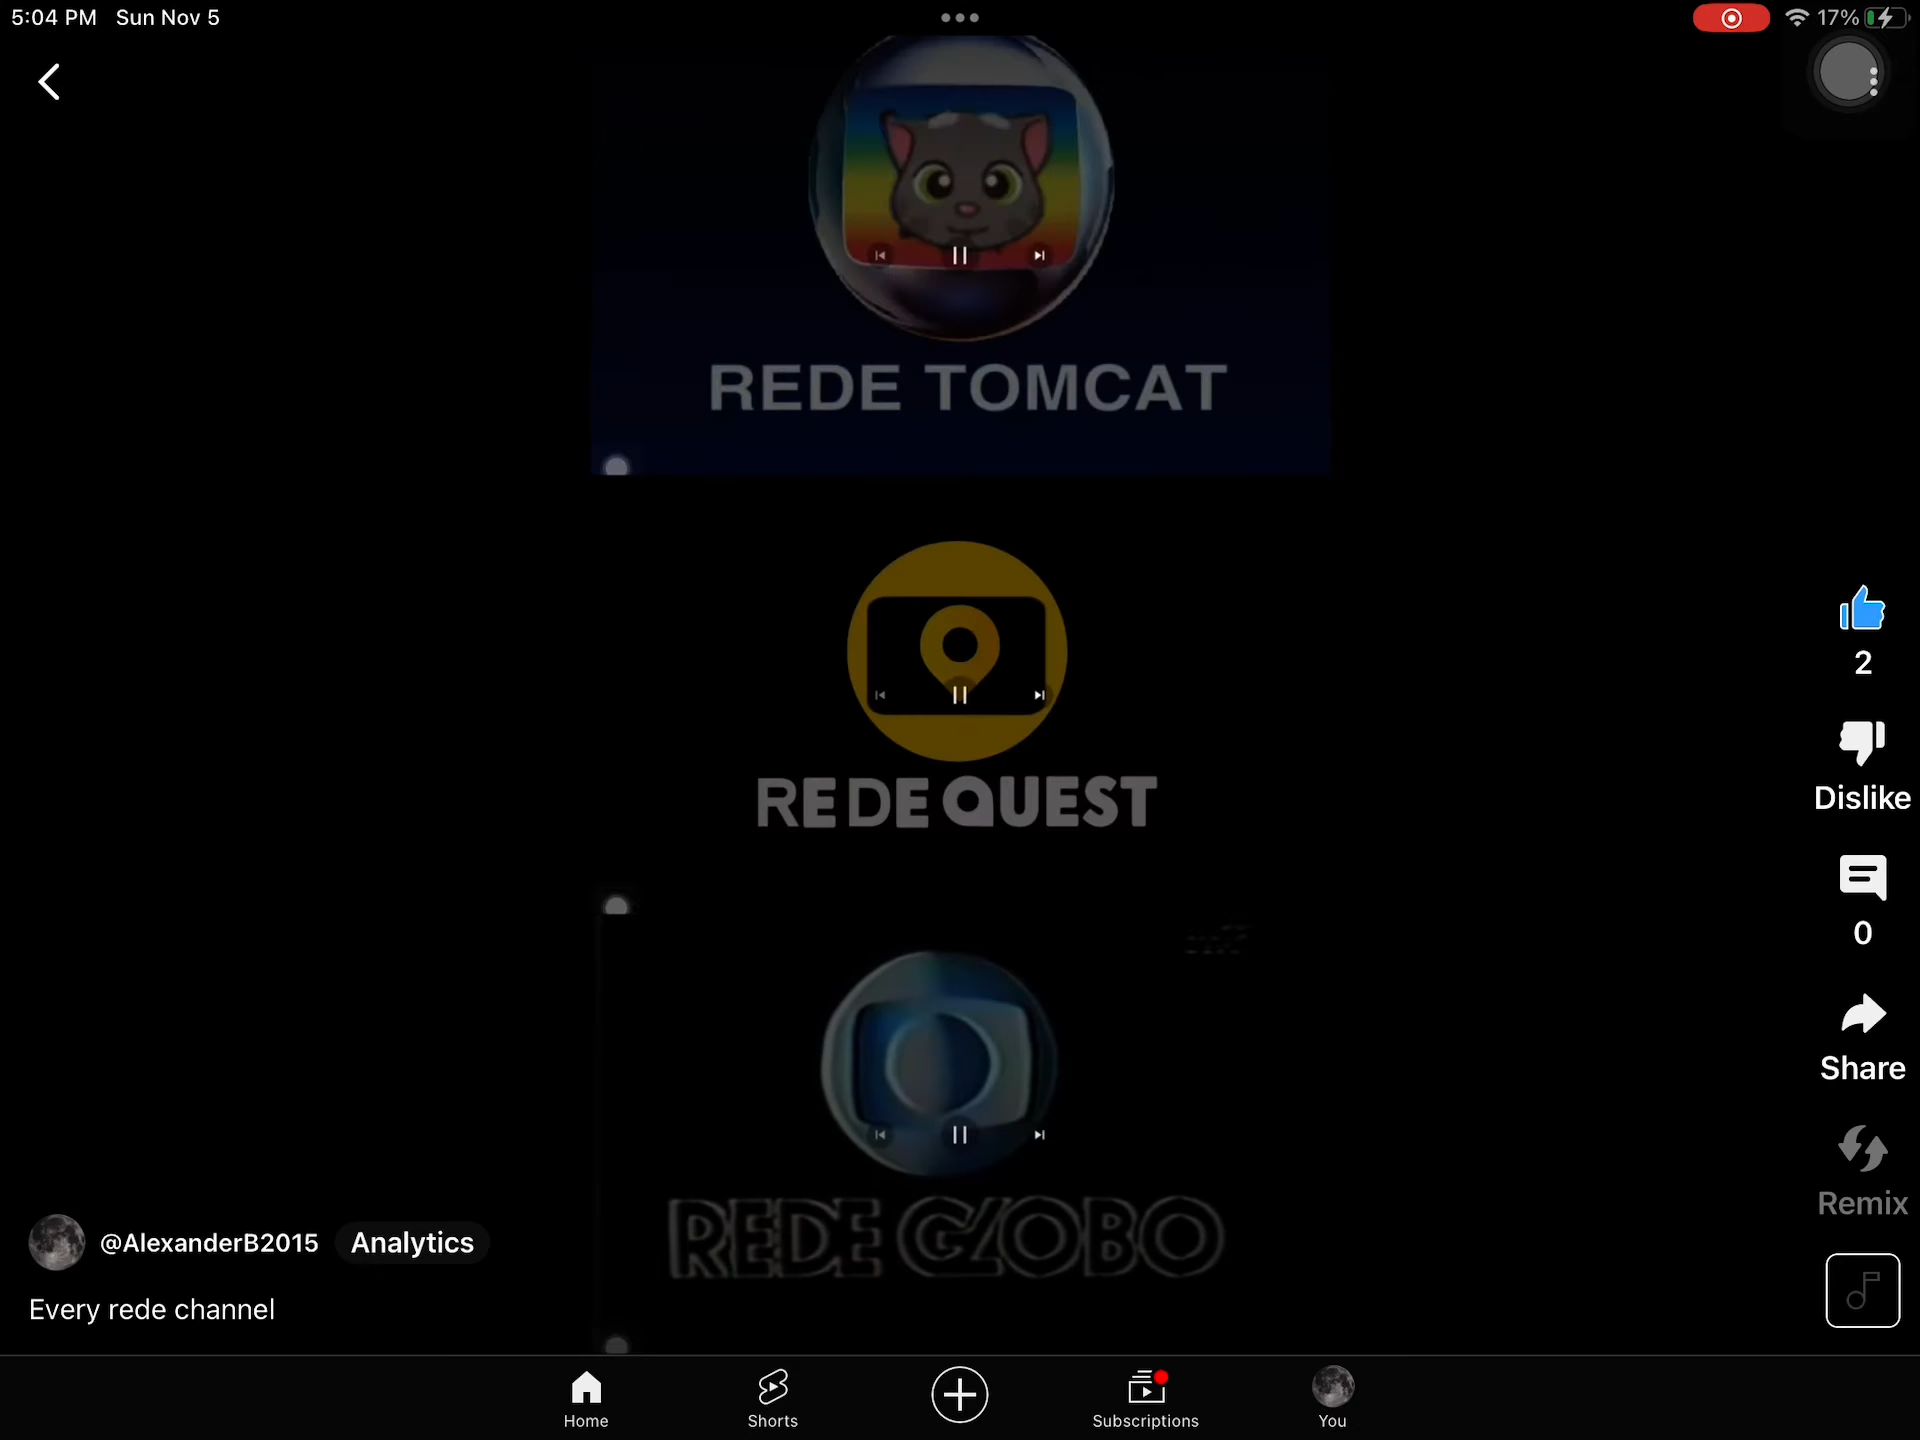 5:04 PM Sun Nov 5
17%
REDE TOMCAT
REDE QUEST
REDE GLOBO
2
Dislike
0
Share
Remix
@AlexanderB2015 Analytics
Every rede channel
Home
Shorts
Subscriptions
You